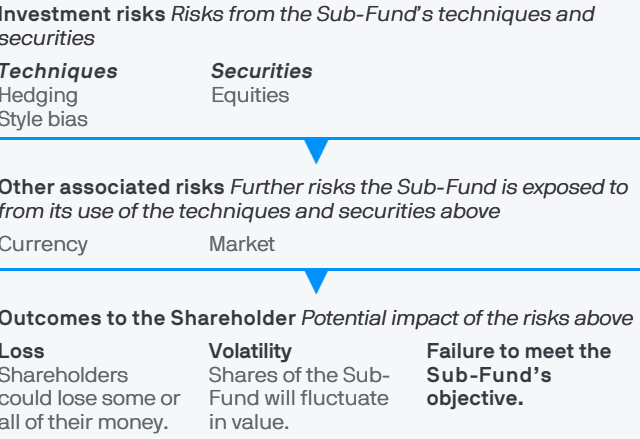 Investment risks Risks from the Sub-Fund's techniques and
securities
Techniques Securities
Hedging Equities
Style bias
Other associated risks Further risks the Sub-Fund is exposed to
from its use of the techniques and securities above
Currency Market
Outcomes to the Shareholder Potential impact of the risks above
Loss Volatility Failure to meet the
Shareholders Shares of the Sub- Sub-Fund's
could lose some or Fund will fluctuate objective.
all of their money. in value.